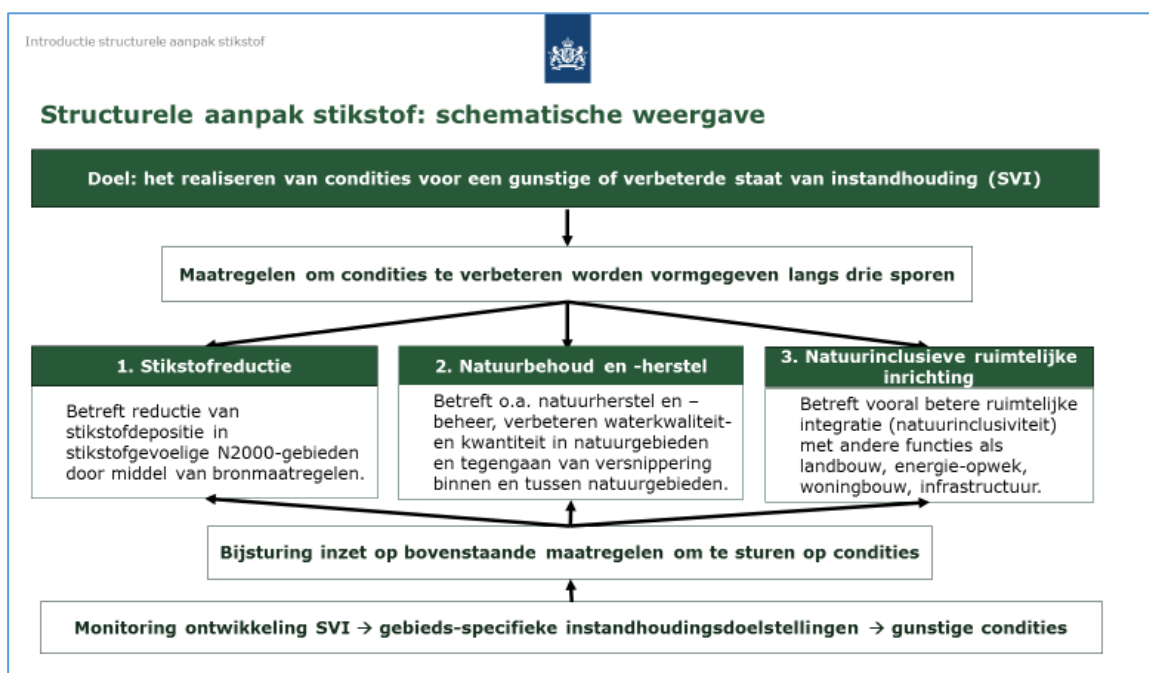 Introductie structurele aanpak stikstof
Structurele aanpak stikstof: schematische weergave
Doel: het realiseren van condities voor een gunstige of verbeterde staat van instandhouding (SVI)
Maatregelen om condities te verbeteren worden vormgegeven langs drie sporen
1. Stikstofreductie
Betreft reductie van
stikstofdepositie in
stikstofgevoelige N2000-gebieden
door middel van bronmaatregelen.
2. Natuurbehoud en -herstel
Betreft o.a. natuurherstel en –
beheer, verbeteren waterkwaliteit-
en kwantiteit in natuurgebieden
en tegengaan van versnippering
binnen en tussen natuurgebieden.
3. Natuurinclusieve ruimtelijke
inrichting
Betreft vooral betere ruimtelijke
integratie (natuurinclusiviteit)
met andere functies als
landbouw, energie-opwek,
woningbouw, infrastructuur.
Bijsturing inzet op bovenstaande maatregelen om te sturen op condities
Monitoring ontwikkeling SVI → gebieds-specifieke instandhoudingsdoelstellingen → gunstige condities